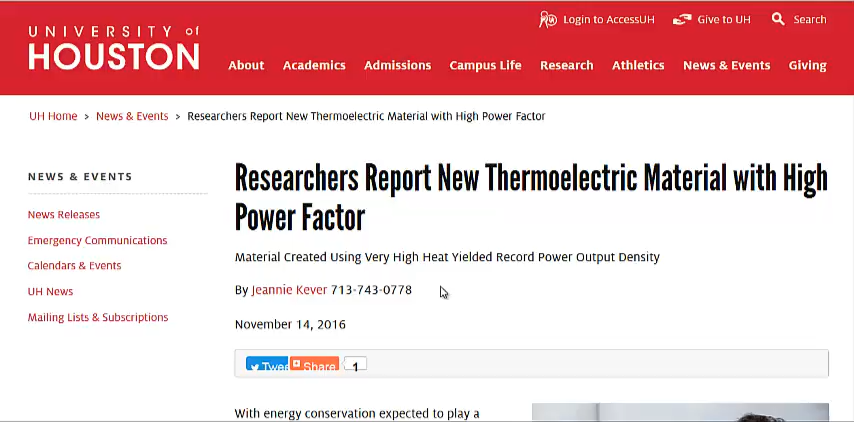 Login to AccessUH Give to UH Search
UNIVERSITY of
HOUSTON
About Academics Admissions Campus Life Research Athletics News & Events Giving
UH Home > News & Events > Researchers Report New Thermoelectric Material with High Power Factor
NEWS & EVENTS
News Releases
Emergency Communications
Calendars & Events
UH News
Mailing Lists & Subscriptions
Researchers Report New Thermoelectric Material with High
Power Factor
Material Created Using Very High Heat Yielded Record Power Output Density
By Jeannie Kever 713-743-0778
November 14, 2016
Share 1
With energy conservation expected to play a